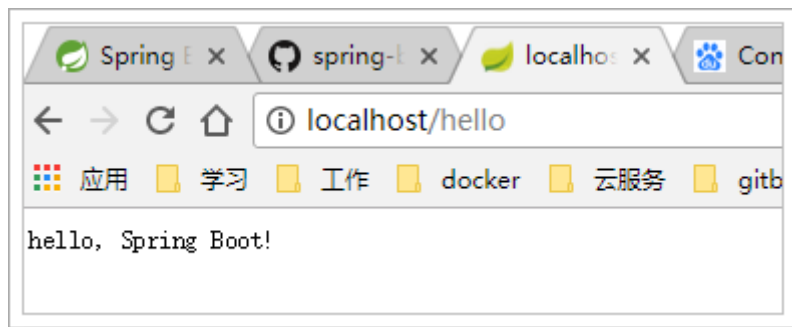 Spring spring- localhos Con
localhost/hello
应用 学习 工作 docker 云服务 gitb
hello, Spring Boot!